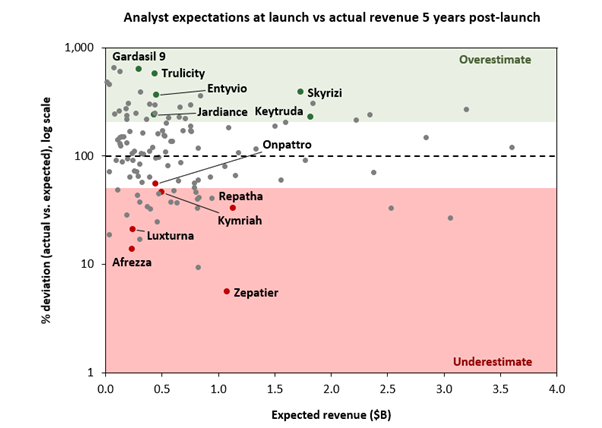 Analyst expectations at launch vs actual revenue 5 years post-launch
% deviation (actual vs. expected), log scale
1,000
100
10
1
Overestimate
Gardasil 9
Trulicity
Entyvio
Skyrizi
Jardiance
Keytruda
Onpattro
Repatha
Kymriah
Luxturna
Afrezza
Zepatier
Underestimate
0.0 0.5 1.0 1.5 2.0 2.5 3.0 3.5 4.0
Expected revenue ($B)